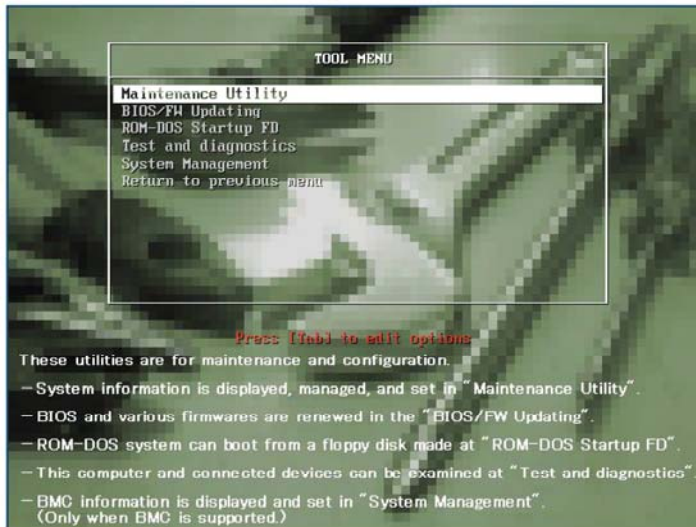 TOOL MENU
Maintenance Utility
BIOS/FW Updating
ROM-DOS Startup FD
Test and diagnostics
System Management
Return to previous menu
Press [Tab] to edit options
These utilities are for maintenance and configuration.
-System information is displayed, managed, and set in "Maintenance Utility".
-BIOS and various firmwares are renewed in the "BIOS/FW Updating".
-ROM-DOS system can boot from a floppy disk made at "ROM-DOS Startup FD".
-This computer and connected devices can be examined at "Test and diagnostics".
-BMC information is displayed and set in "System Management".
(Only when BMC is supported.)